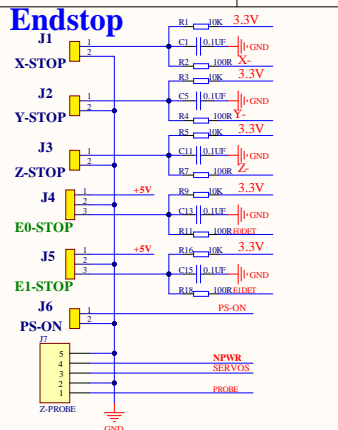 Endstop
R1 10K 3.3V
J1
1
2
C1 0.1UF
GND
X-STOP
X-
R2 100R
R3 10K 3.3V
J2
1
2
C5 0.1UF
GND
Y-STOP
Y-
R4 100R
R5 10K 3.3V
J3
1
2
C11 0.1UF
GND
Z-STOP
Z-
R7 100R
J4
1
2
3
+5V
R9 10K 3.3V
C13 0.1UF
GND
E0-STOP
R11 100R E0DET
J5
1
2
3
+5V
R16 10K 3.3V
C15 0.1UF
GND
E1-STOP
R18 100R E1DET
J6
1
2
PS-ON
PS-ON
J7
5
4
3
2
1
NPWR
SERVOS
PROBE
Z-PROBE
GND